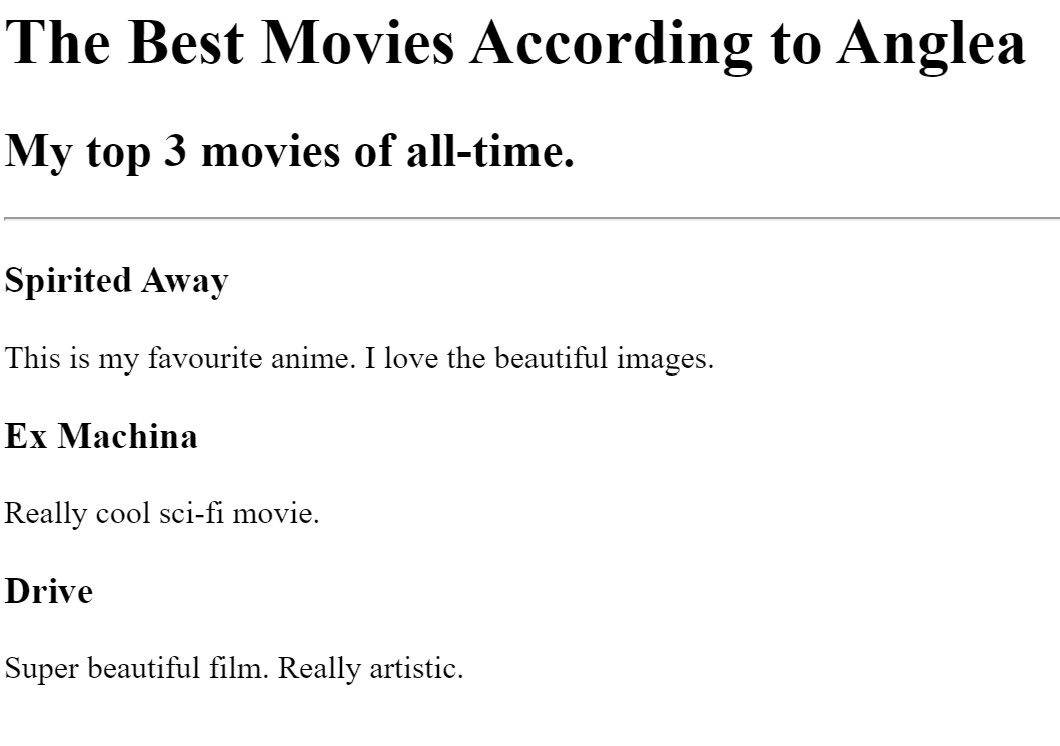 The Best Movies According to Anglea
My top 3 movies of all-time.
Spirited Away
This is my favourite anime. I love the beautiful images.
Ex Machina
Really cool sci-fi movie.
Drive
Super beautiful film. Really artistic.